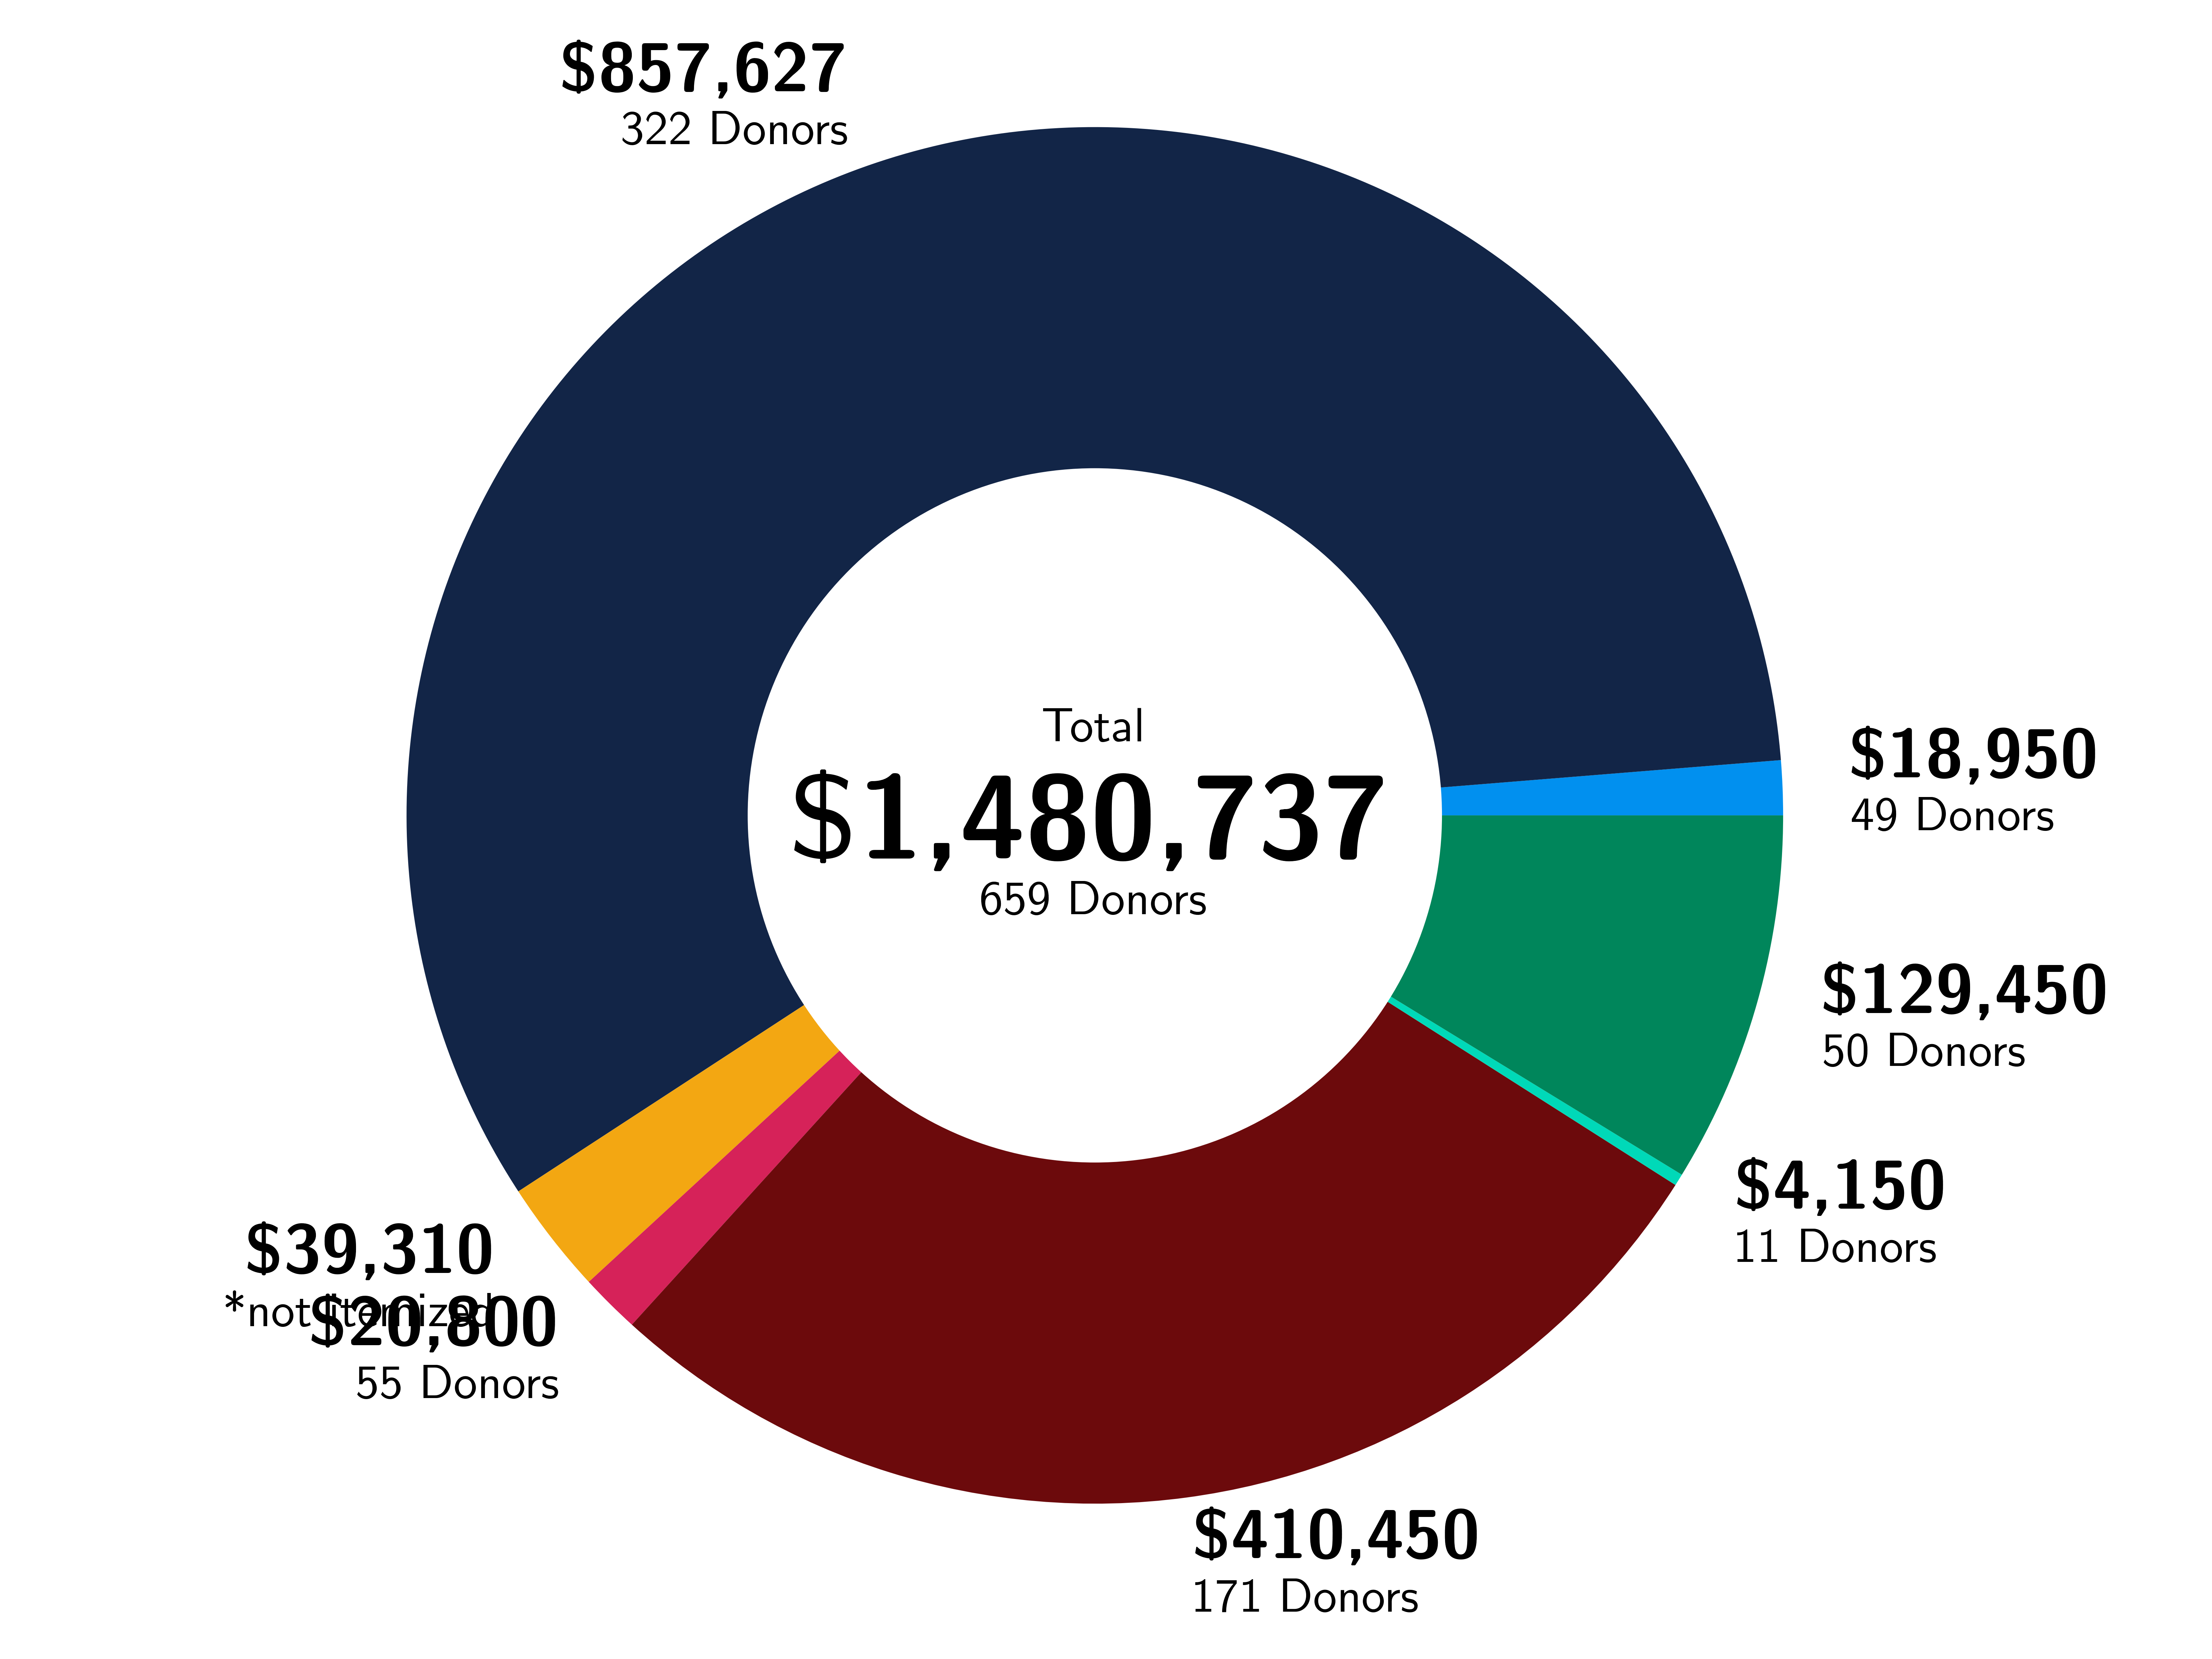 $857,627
322 Donors
Total
$1,480,737
659 Donors
$18,950
49 Donors
$129,450
50 Donors
$4,150
11 Donors
$39,310
*not itemized
$20,800
55 Donors
$410,450
171 Donors